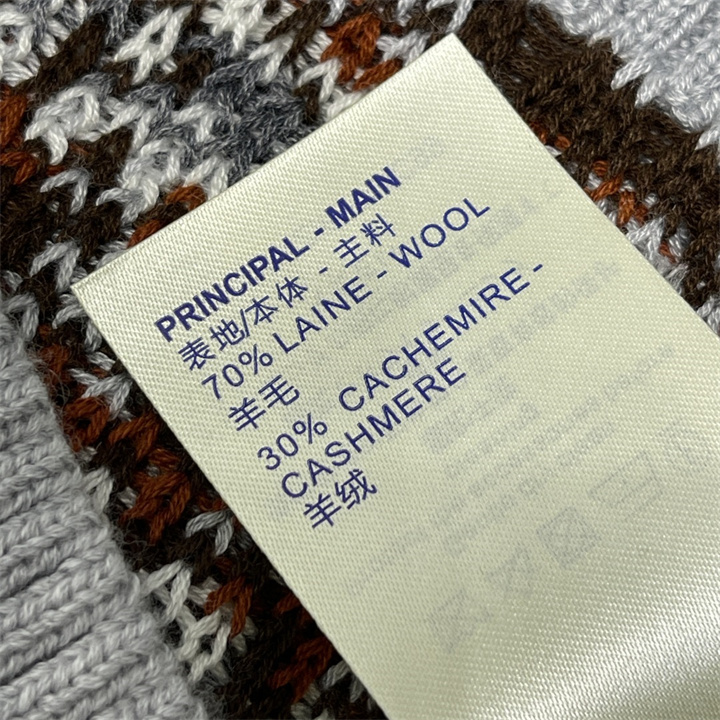 PRINCIPAL - MAIN
表地/本体 - 主料
70% LAINE - WOOL
羊毛
30% CACHEMIRE -
CASHMERE
羊绒